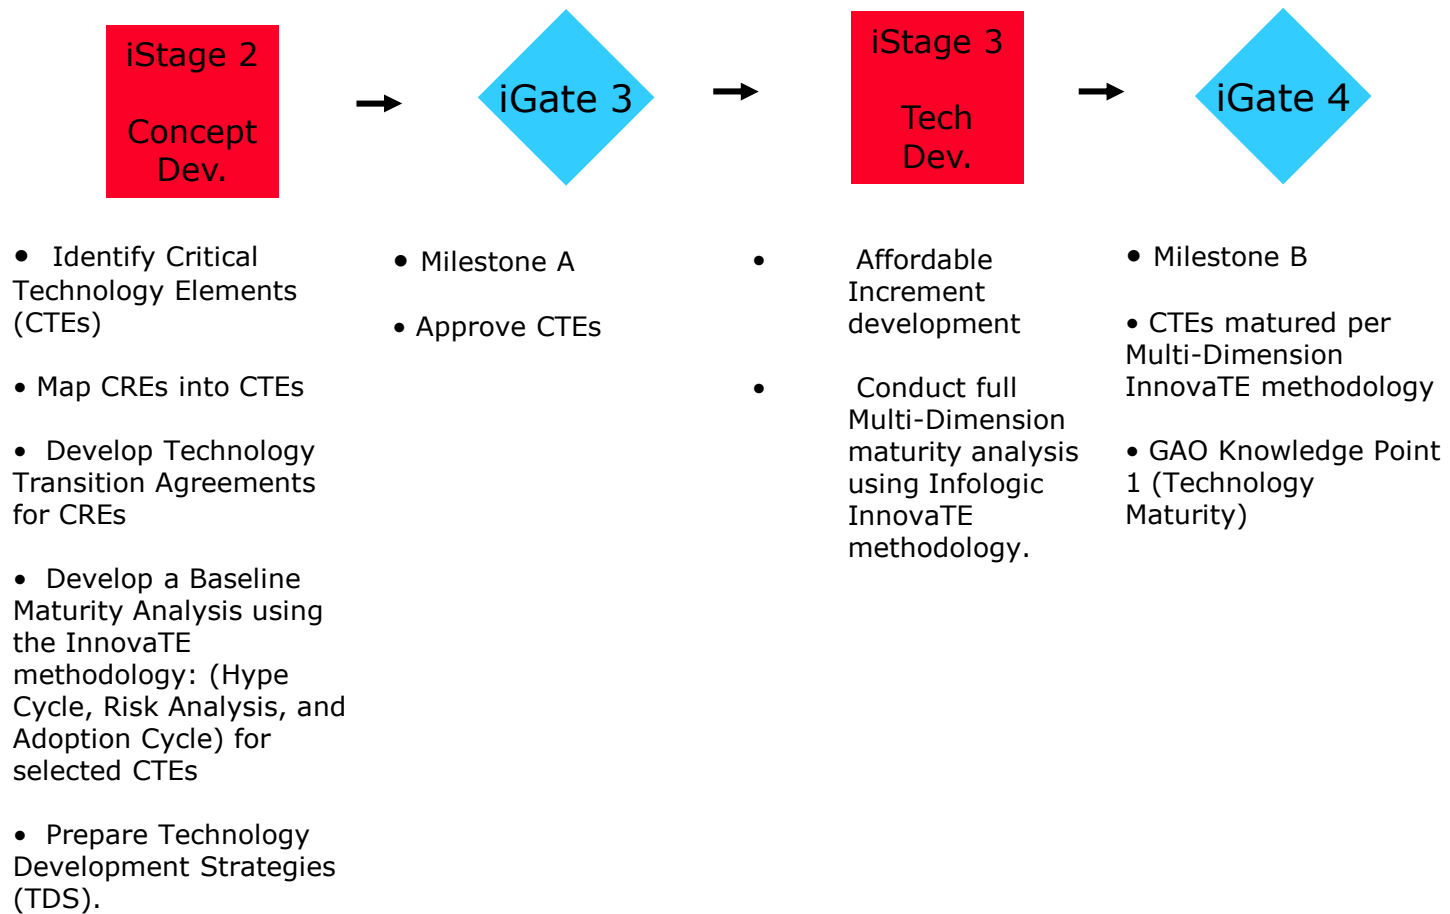 iStage 2
Concept
Dev.
iGate 3
iStage 3
Tech
Dev.
iGate 4
• Identify Critical
Technology Elements
(CTEs)
• Map CREs into CTEs
• Develop Technology
Transition Agreements
for CREs
• Develop a Baseline
Maturity Analysis using
the InnovaTE
methodology: (Hype
Cycle, Risk Analysis, and
Adoption Cycle) for
selected CTEs
• Prepare Technology
Development Strategies
(TDS).
• Milestone A
• Approve CTEs
• Affordable
Increment
development
• Conduct full
Multi-Dimension
maturity analysis
using Infologic
InnovaTE
methodology.
• Milestone B
• CTEs matured per
Multi-Dimension
InnovaTE methodology
• GAO Knowledge Point
1 (Technology
Maturity)